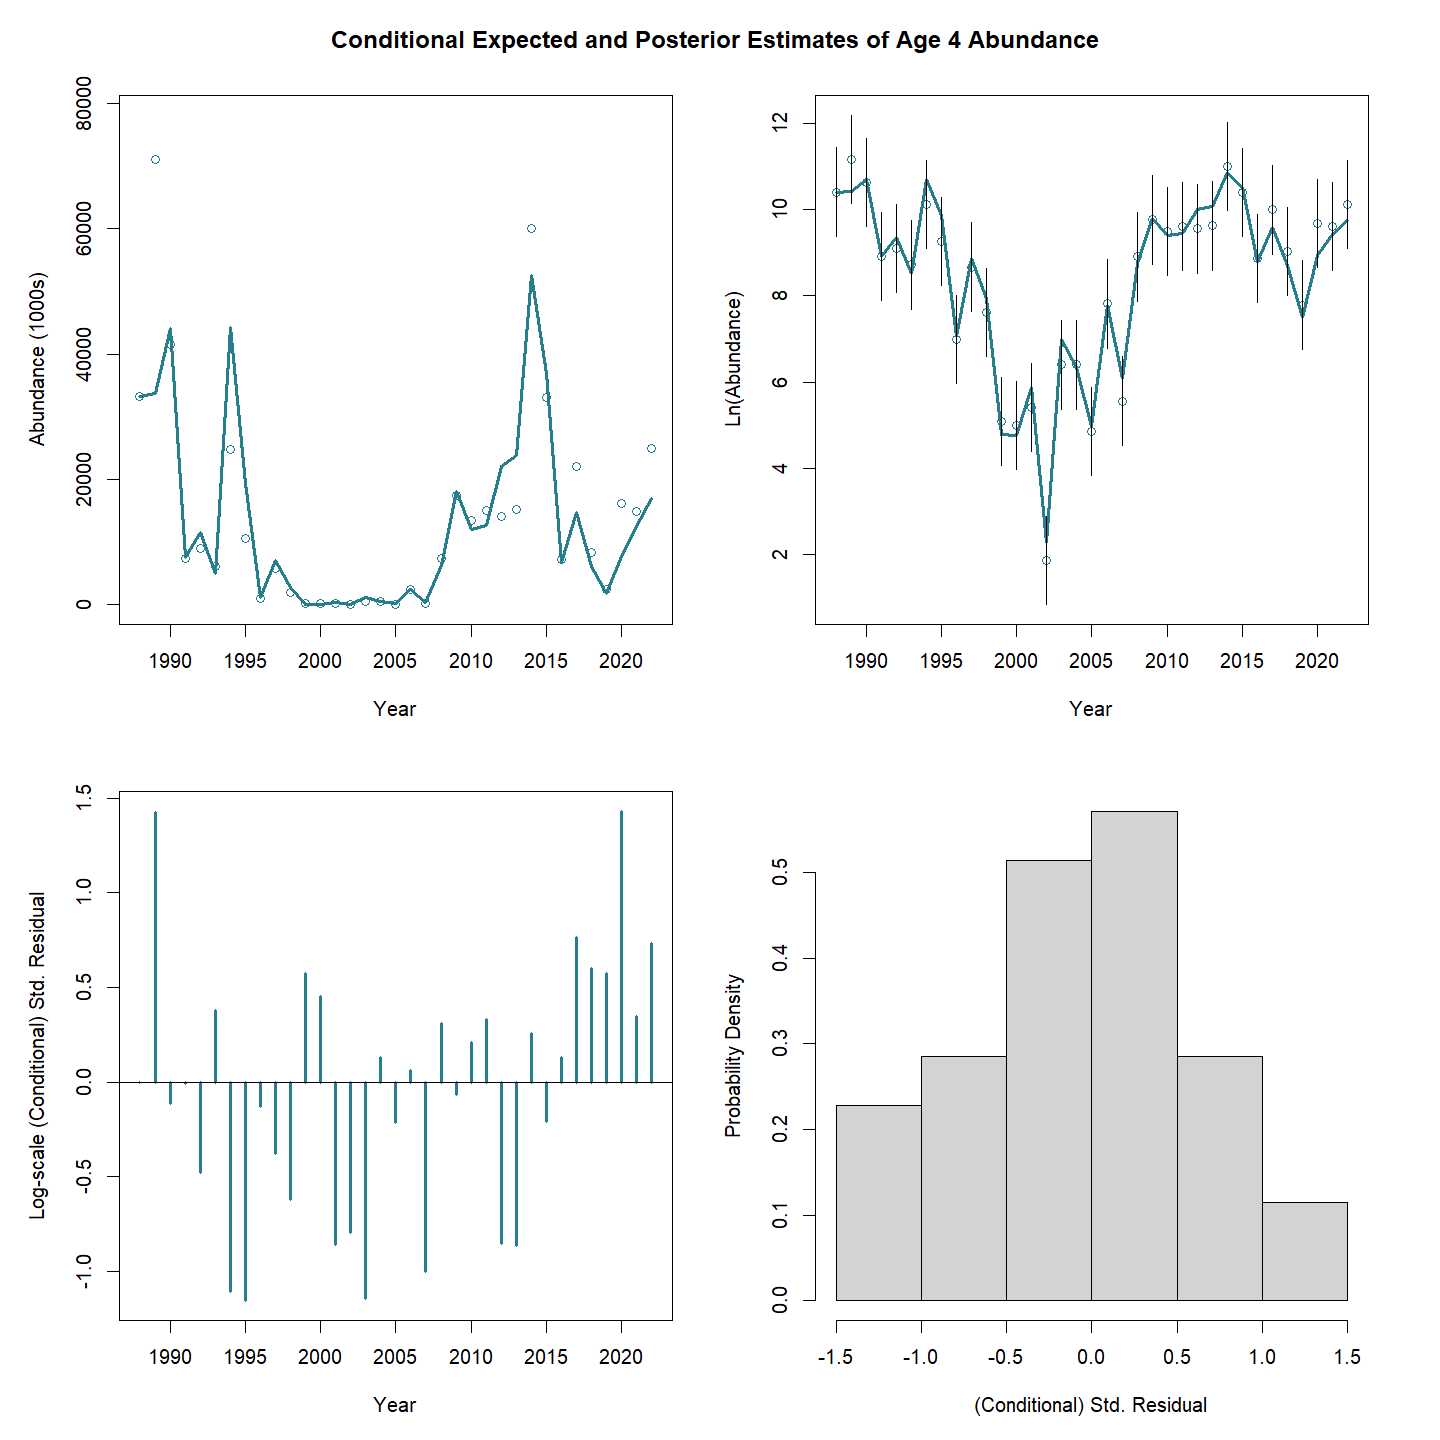 Conditional Expected and Posterior Estimates of Age 4 Abundance
Abundance (1000s)
80000
60000
40000
20000
0
1990 1995 2000 2005 2010 2015 2020
Year
Ln(Abundance)
12
10
8
6
4
2
1990 1995 2000 2005 2010 2015 2020
Year
Log-scale (Conditional) Std. Residual
1.5
1.0
0.5
0.0
-0.5
-1.0
1990 1995 2000 2005 2010 2015 2020
Year
Probability Density
0.5
0.4
0.3
0.2
0.1
0.0
-1.5 -1.0 -0.5 0.0 0.5 1.0 1.5
(Conditional) Std. Residual